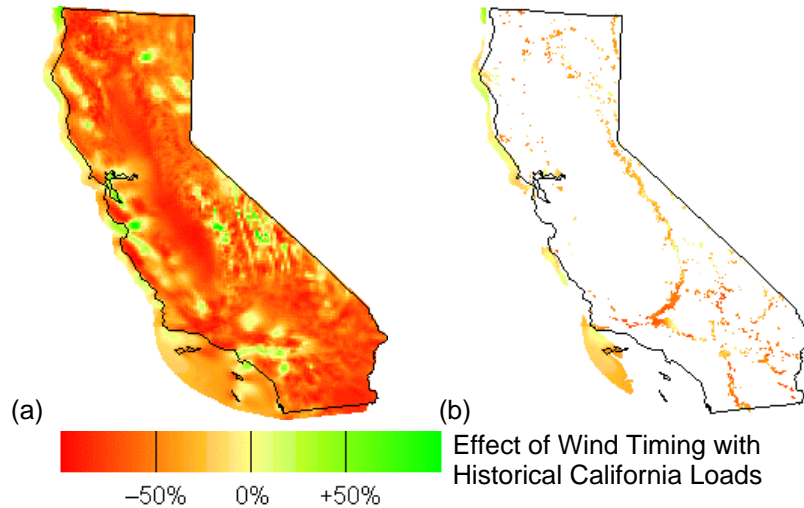 (a)
(b)
Effect of Wind Timing with
Historical California Loads
–50%
0%
+50%